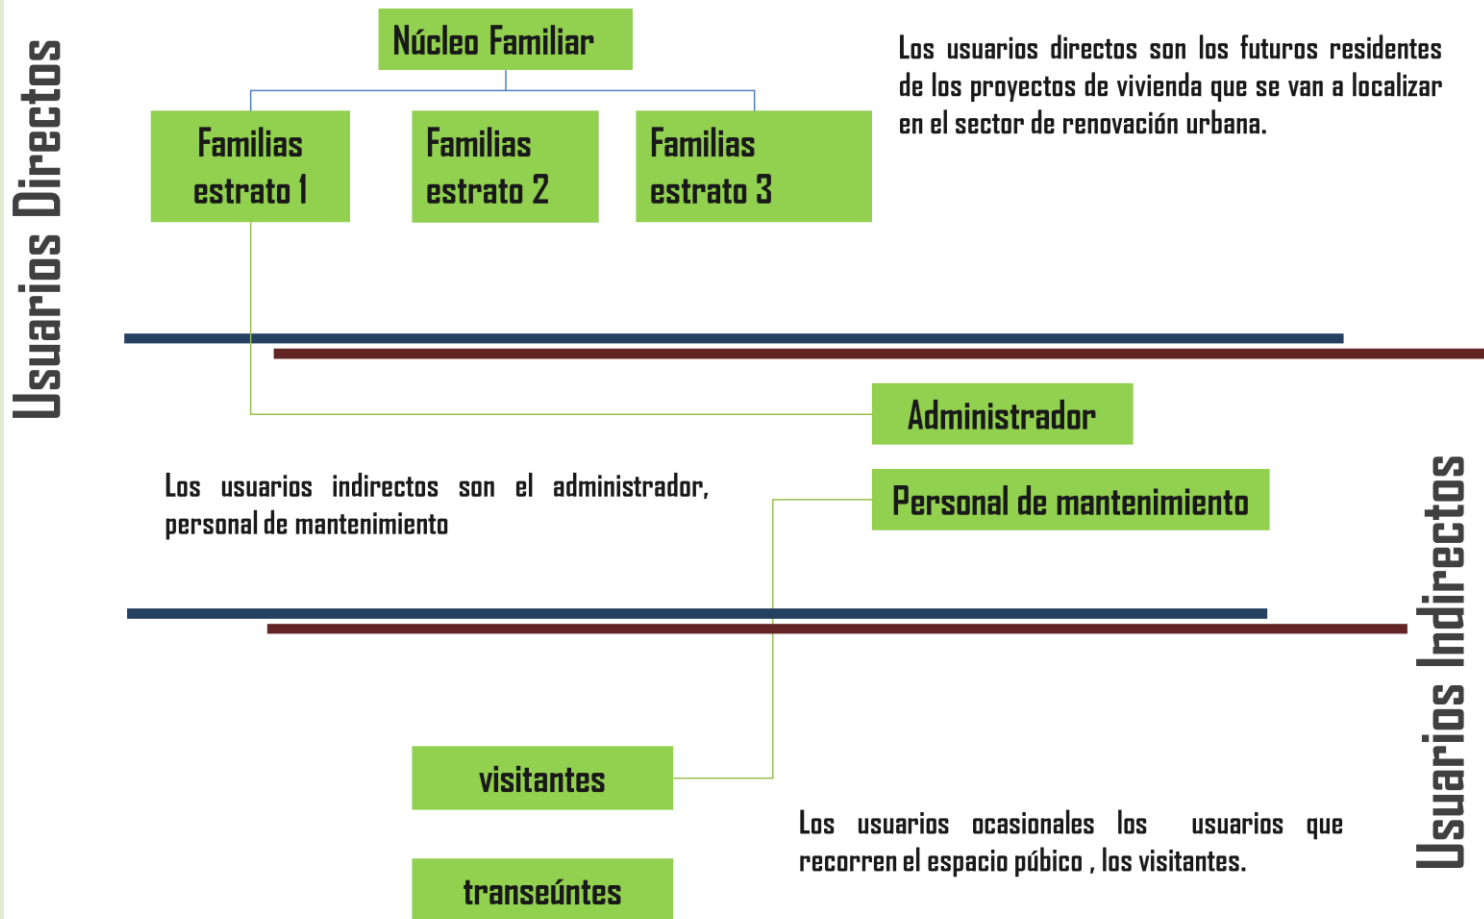 Usuarios Directos
Núcleo Familiar
Familias
estrato 1
Familias
estrato 2
Familias
estrato 3
Los usuarios directos son los futuros residentes
de los proyectos de vivienda que se van a localizar
en el sector de renovación urbana.
Administrador
Personal de mantenimiento
Los usuarios indirectos son el administrador,
personal de mantenimiento
Usuarios Indirectos
visitantes
transeúntes
Los usuarios ocasionales los usuarios que
recorren el espacio púbico , los visitantes.